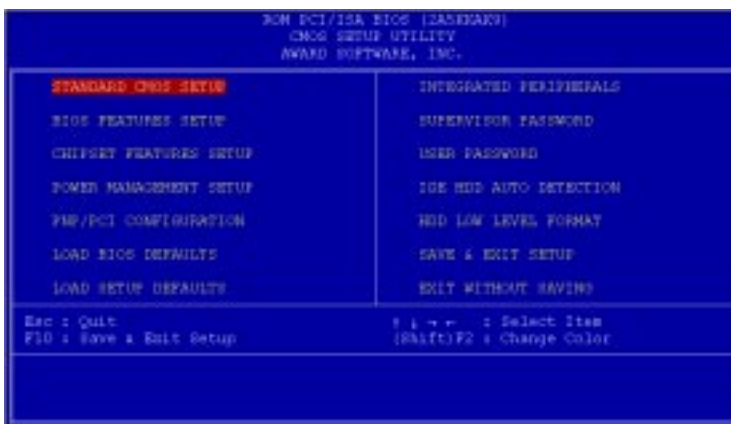 ROM PCI/ISA BIOS (2A5KKAK9)
CMOS SETUP UTILITY
AWARD SOFTWARE, INC.
STANDARD CMOS SETUP
BIOS FEATURES SETUP
CHIPSET FEATURES SETUP
POWER MANAGEMENT SETUP
PNP/PCI CONFIGURATION
LOAD BIOS DEFAULTS
LOAD SETUP DEFAULTS
INTEGRATED PERIPHERALS
SUPERVISOR PASSWORD
USER PASSWORD
IDE HDD AUTO DETECTION
HDD LOW LEVEL FORMAT
SAVE & EXIT SETUP
EXIT WITHOUT SAVING
Esc : Quit
F10 : Save & Exit Setup
↑ ↓ → ← : Select Item
(Shift)F2 : Change Color